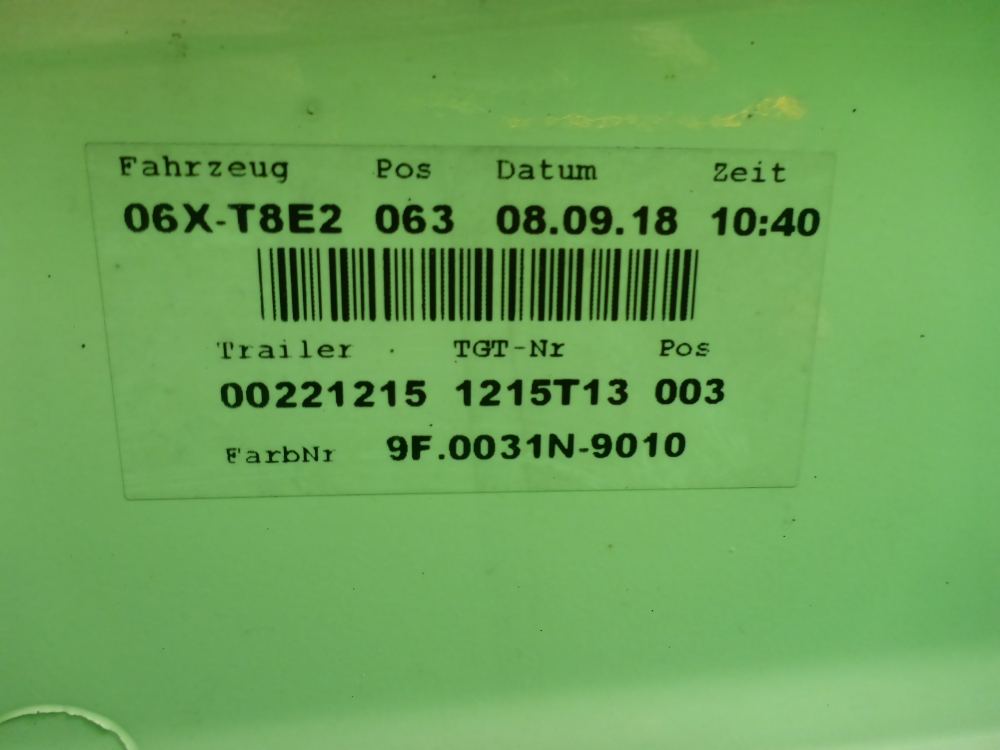 Fahrzeug Pos Datum Zeit
06X-T8E2 063 08.09.18 10:40
Trailer TGT-Nr Pos
00221215 1215T13 003
FarbNr 9F.0031N-9010